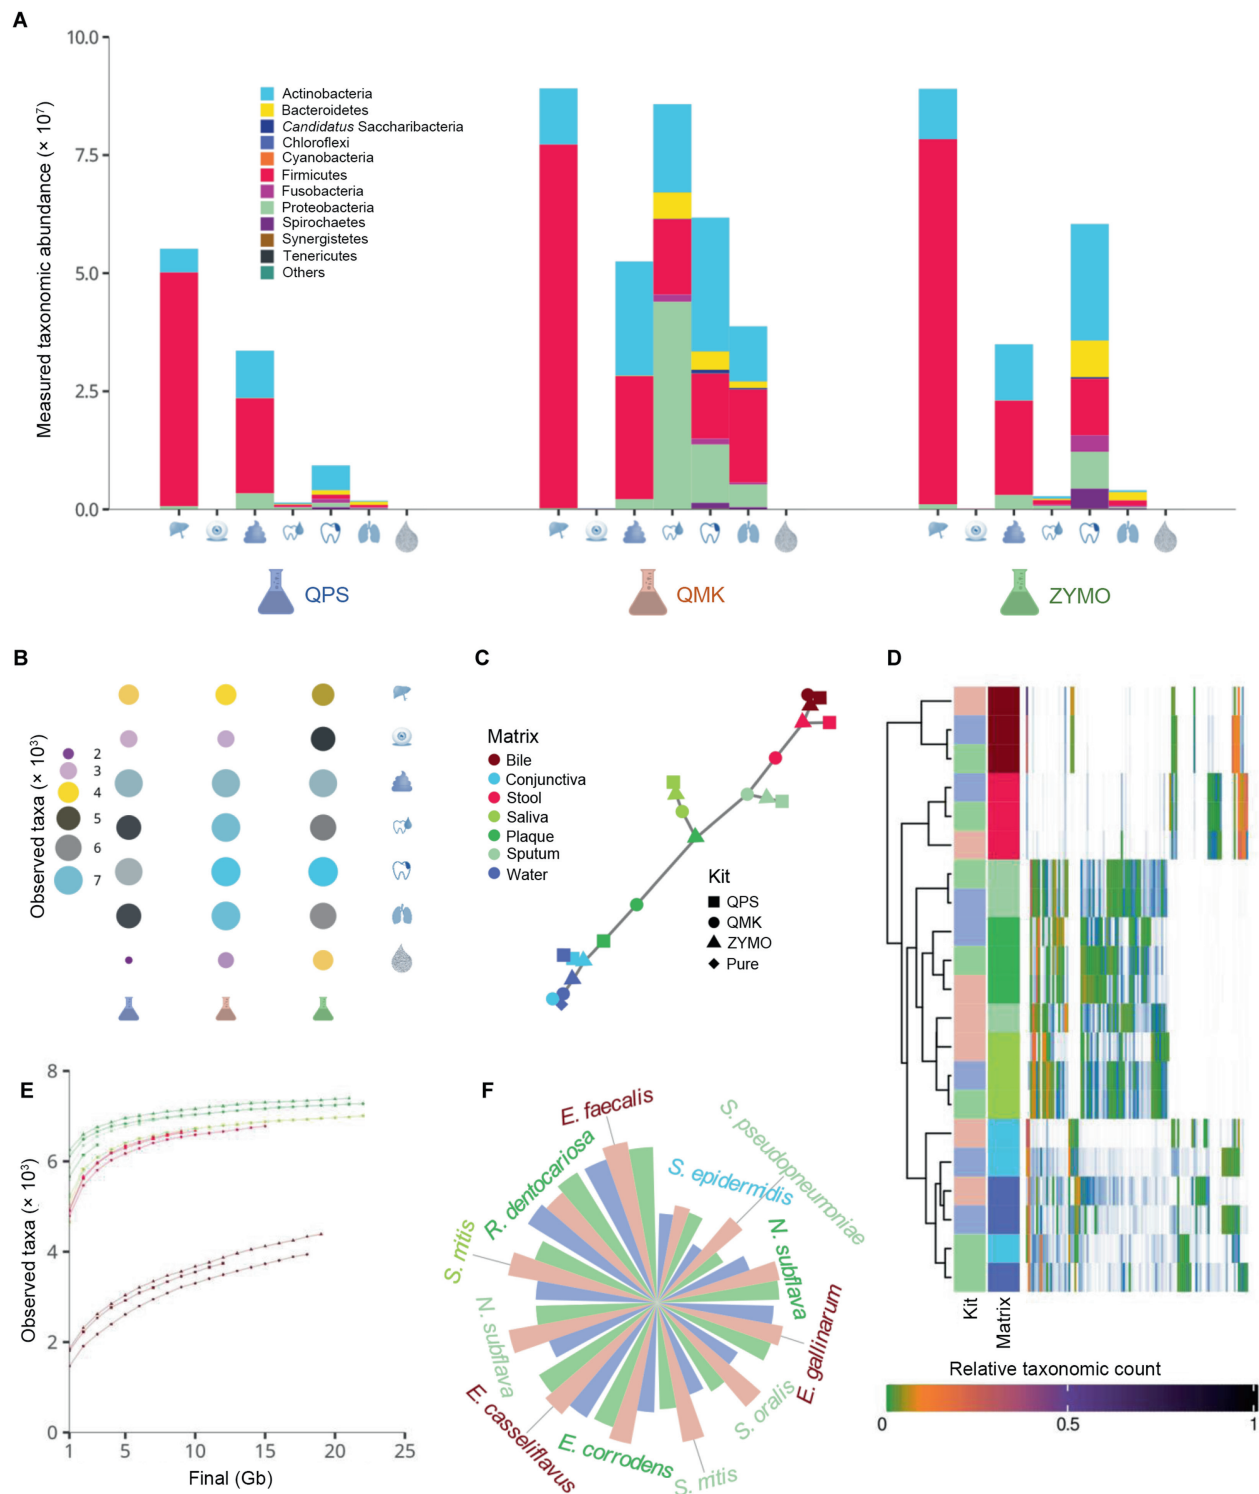 A
10.0
7.5
5.0
2.5
0.0
Measured taxonomic abundance (× 10⁷)
Actinobacteria
Bacteroidetes
Candidatus Saccharibacteria
Chloroflexi
Cyanobacteria
Firmicutes
Fusobacteria
Proteobacteria
Spirochaetes
Synergistetes
Tenericutes
Others
QPS
QMK
ZYMO
B
Observed taxa (× 10³)
2
3
4
5
6
7
C
Matrix
Bile
Conjunctiva
Stool
Saliva
Plaque
Sputum
Water
Kit
QPS
QMK
ZYMO
Pure
D
Kit
Matrix
Relative taxonomic count
0
0.5
1
E
Observed taxa (× 10³)
8
6
4
2
0
1
5
10
15
20
25
Final (Gb)
F
E. faecalis
S. pseudopneumoniae
S. epidermidis
R. dentocariosa
N. subflava
S. mitis
E. gallinarum
N. subflava
S. oralis
E. casseliflavus
E. corrodens
S. mitis